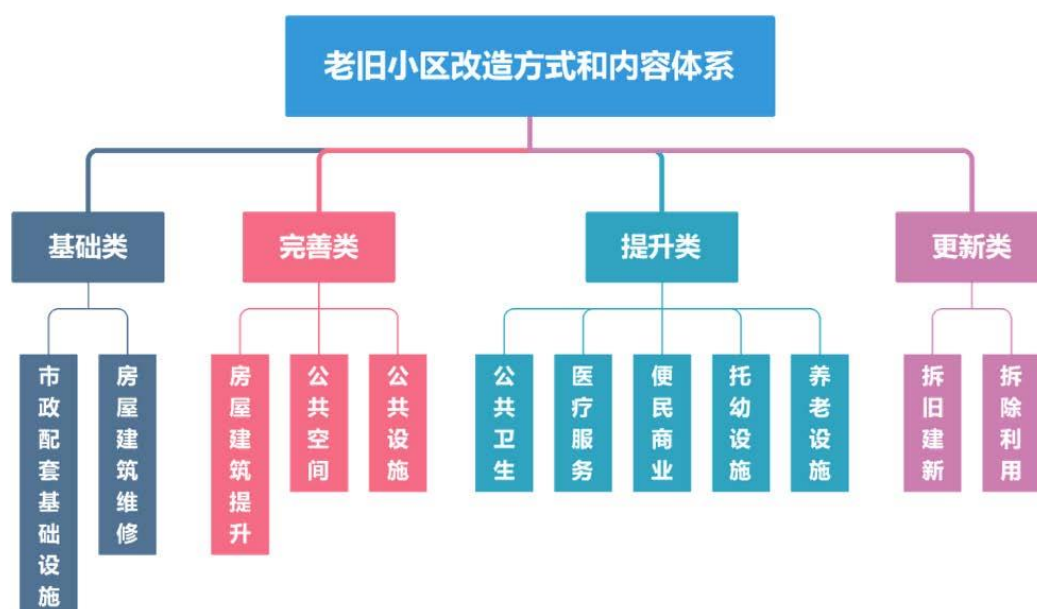 老旧小区改造方式和内容体系
基础类
完善类
提升类
更新类
市政配套基础设施
房屋建筑维修
房屋建筑提升
公共空间
公共设施
公共卫生
医疗服务
便民商业
托幼设施
养老设施
拆旧建新
拆除利用